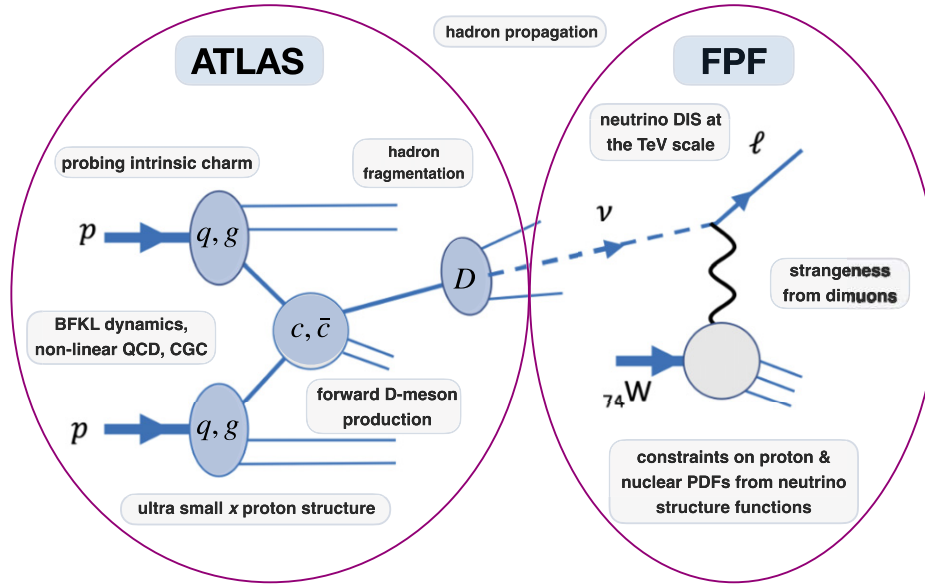 hadron propagation
ATLAS
FPF
neutrino DIS at
the TeV scale
probing intrinsic charm
hadron
fragmentation
ℓ
ν
p
q, g
D
strangeness
from dimuons
BFKL dynamics,
non-linear QCD, CGC
c, c̄
₇₄W
forward D-meson
production
p
q, g
constraints on proton &
nuclear PDFs from neutrino
structure functions
ultra small x proton structure